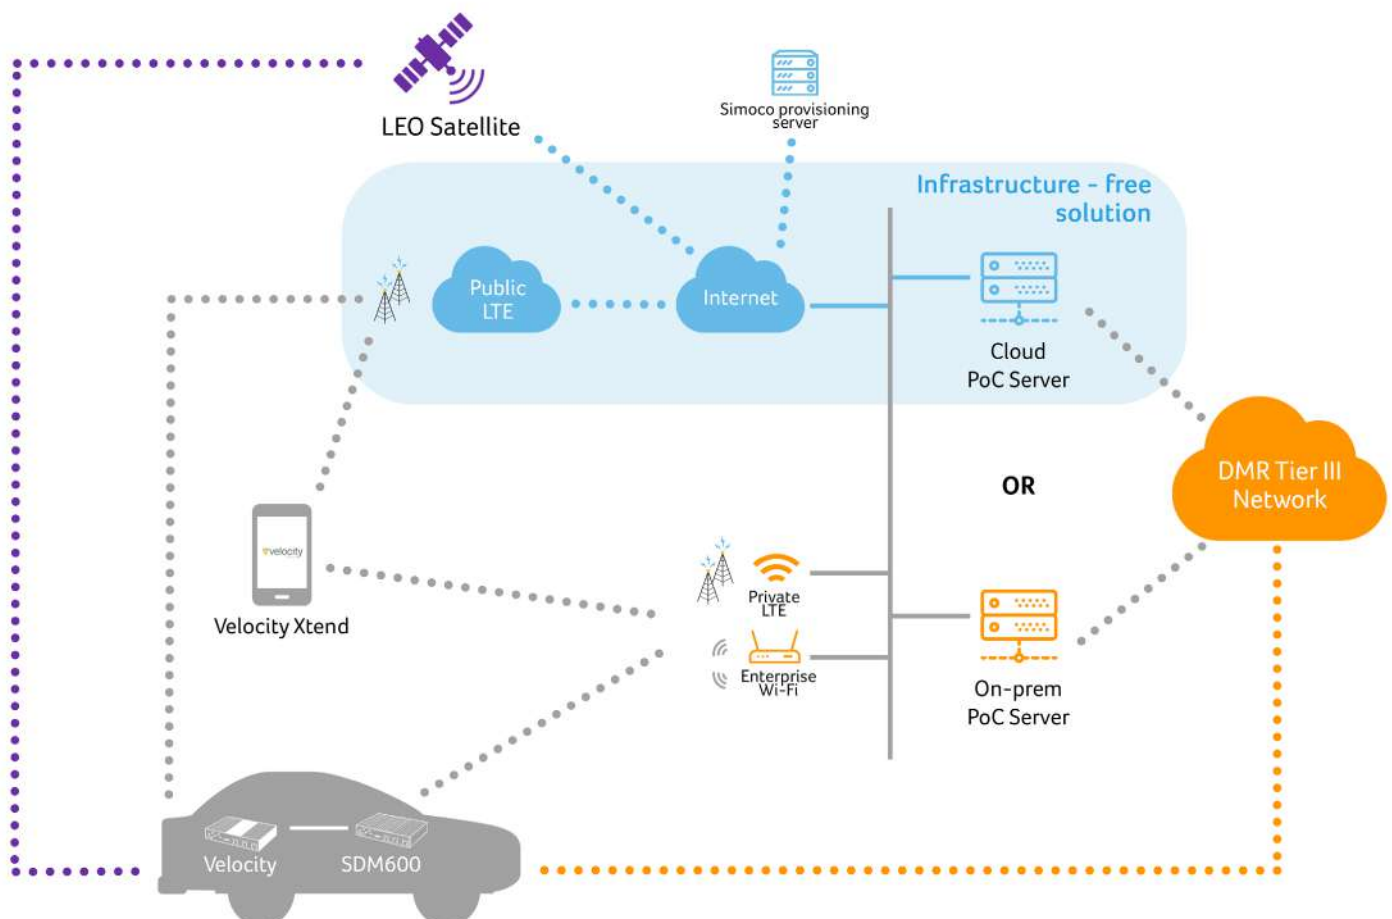 LEO Satellite
Simoco provisioning
server
Infrastructure - free
solution
Public
LTE
Internet
Cloud
PoC Server
DMR Tier III
Network
OR
velocity
Velocity Xtend
Private
LTE
Enterprise
Wi-Fi
On-prem
PoC Server
Velocity
SDM600